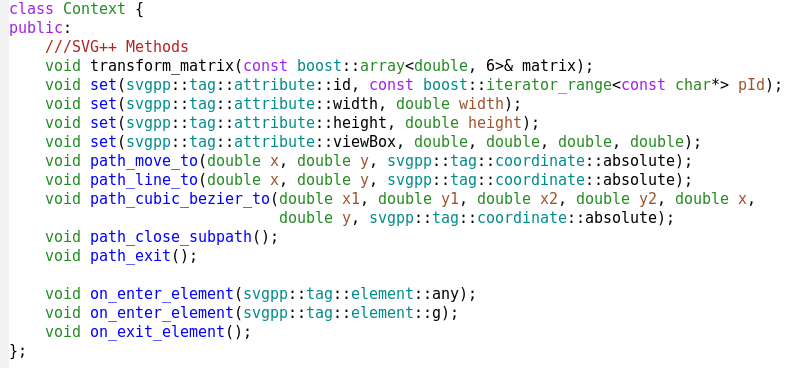 class Context {
public:
    ///SVG++ Methods
    void transform_matrix(const boost::array<double, 6>& matrix);
    void set(svgpp::tag::attribute::id, const boost::iterator_range<const char*> pId);
    void set(svgpp::tag::attribute::width, double width);
    void set(svgpp::tag::attribute::height, double height);
    void set(svgpp::tag::attribute::viewBox, double, double, double, double);
    void path_move_to(double x, double y, svgpp::tag::coordinate::absolute);
    void path_line_to(double x, double y, svgpp::tag::coordinate::absolute);
    void path_cubic_bezier_to(double x1, double y1, double x2, double y2, double x,
                              double y, svgpp::tag::coordinate::absolute);
    void path_close_subpath();
    void path_exit();

    void on_enter_element(svgpp::tag::element::any);
    void on_enter_element(svgpp::tag::element::g);
    void on_exit_element();
};